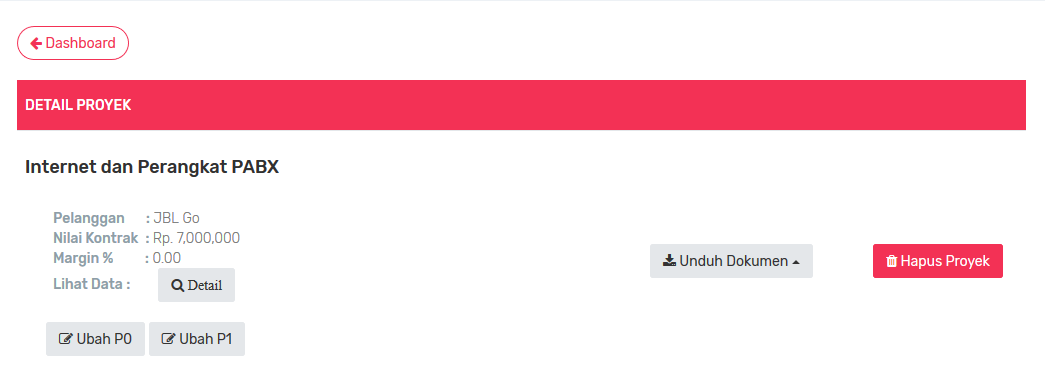 Dashboard
DETAIL PROYEK
Internet dan Perangkat PABX
Pelanggan : JBL Go
Nilai Kontrak : Rp. 7,000,000
Margin % : 0.00
Lihat Data : Detail
Unduh Dokumen
Hapus Proyek
Ubah P0 Ubah P1